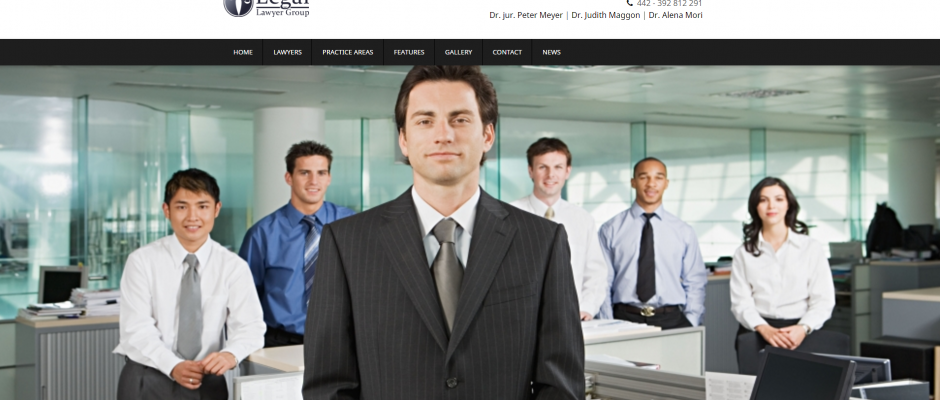 Legal
Lawyer Group
442 - 392 812 291
Dr. jur. Peter Meyer | Dr. Judith Maggon | Dr. Alena Mori
HOME LAWYERS PRACTICE AREAS FEATURES GALLERY CONTACT NEWS